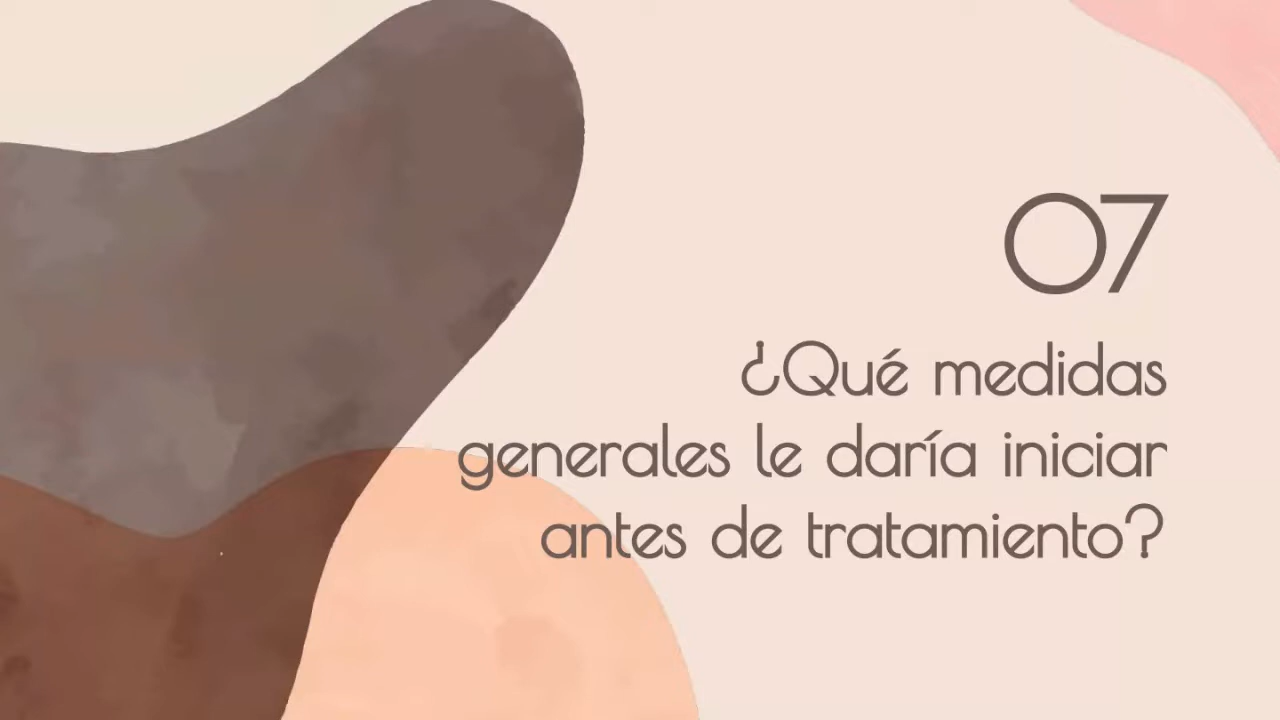 07
¿Qué medidas
generales le daría iniciar
antes de tratamiento?